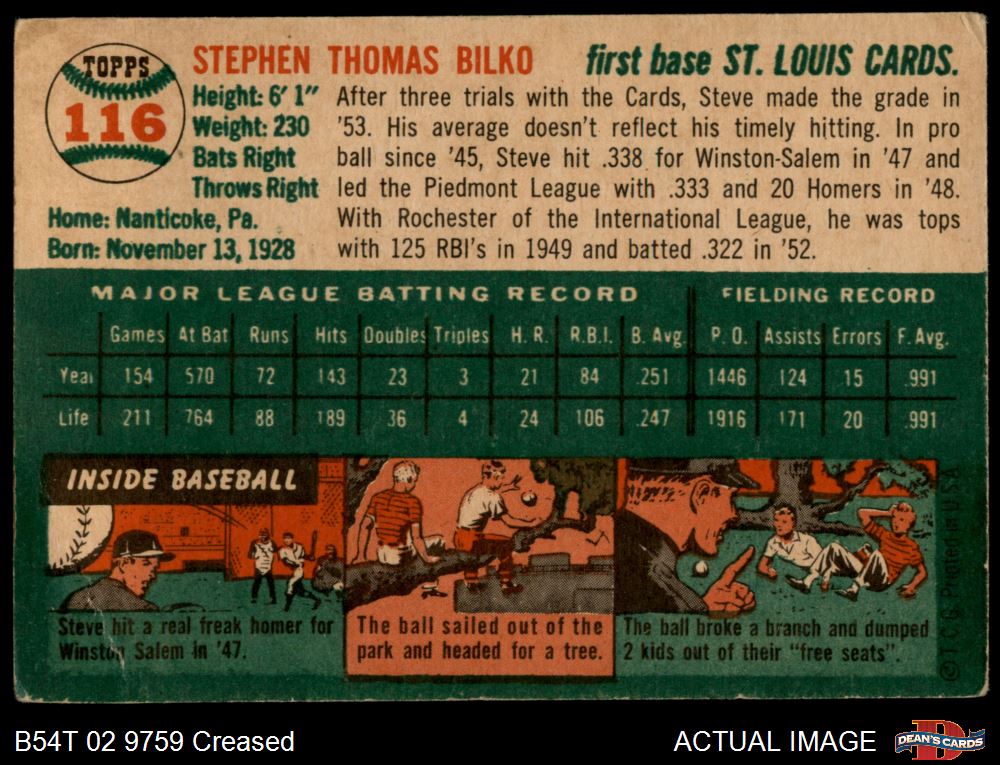 TOPPS
116
STEPHEN THOMAS BILKO
first base ST. LOUIS CARDS.
Height: 6' 1"
Weight: 230
Bats Right
Throws Right
Home: Nanticoke, Pa.
Born: November 13, 1928
After three trials with the Cards, Steve made the grade in
'53. His average doesn't reflect his timely hitting. In pro
ball since '45, Steve hit .338 for Winston-Salem in '47 and
led the Piedmont League with .333 and 20 Homers in '48.
With Rochester of the International League, he was tops
with 125 RBI's in 1949 and batted .322 in '52.
MAJOR LEAGUE BATTING RECORD FIELDING RECORD
Games At Bat Runs Hits Doubles Triples H. R. R.B.I. B. Avg. P. O. Assists Errors F. Avg.
Year 154 570 72 143 23 3 21 84 .251 1446 124 15 .991
Life 211 764 88 189 36 4 24 106 .247 1916 171 20 .991
INSIDE BASEBALL
Steve hit a real freak homer for
Winston Salem in '47.
The ball sailed out of the
park and headed for a tree.
The ball broke a branch and dumped
2 kids out of their "free seats".
© T.C.G. Printed in U.S.A.
B54T 02 9759 Creased
ACTUAL IMAGE
DEAN'S CARDS